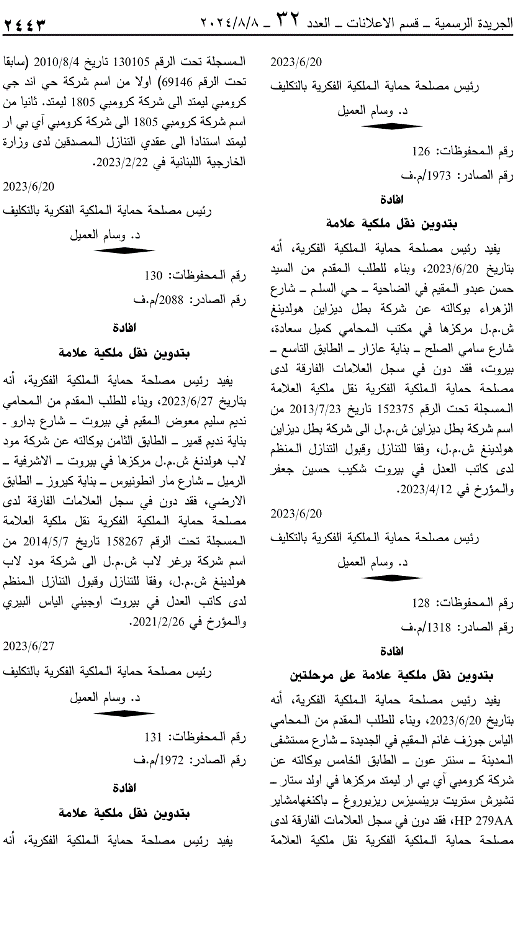 الجريدة الرسمية – قسم الاعلانات – العدد ٣٢ – ٢٠٢٤/٨/٨
٢٤٤٣
2023/6/20
رئيس مصلحة حماية الملكية الفكرية بالتكليف
د. وسام العميل
رقم المحفوظات: 126
رقم الصادر: 1973/م.ف
افادة
بتدوين نقل ملكية علامة
يفيد رئيس مصلحة حماية الملكية الفكرية، أنه
بتاريخ 2023/6/20، وبناء للطلب المقدم من السيد
حسن عبدو المقيم في الضاحية – حي السلم – شارع
الزهراء بوكالته عن شركة بطل ديزاين هولدينغ
ش.م.ل مركزها في مكتب المحامي كميل سعادة،
شارع سامي الصلح – بناية عازار – الطابق التاسع –
بيروت، فقد دون في سجل العلامات الفارقة لدى
مصلحة حماية الملكية الفكرية نقل ملكية العلامة
المسجلة تحت الرقم 152375 تاريخ 2013/7/23 من
اسم شركة بطل ديزاين ش.م.ل الى شركة بطل ديزاين
هولدينغ ش.م.ل، وفقا للتنازل وقبول التنازل المنظم
لدى كاتب العدل في بيروت شكيب حسين جعفر
والمؤرخ في 2023/4/12.
2023/6/20
رئيس مصلحة حماية الملكية الفكرية بالتكليف
د. وسام العميل
رقم المحفوظات: 128
رقم الصادر: 1318/م.ف
افادة
بتدوين نقل ملكية علامة على مرحلتين
يفيد رئيس مصلحة حماية الملكية الفكرية، أنه
بتاريخ 2023/6/20، وبناء للطلب المقدم من المحامي
الياس جوزف غانم المقيم في الجديدة – شارع مستشفى
المدينة – سنتر عون – الطابق الخامس بوكالته عن
شركة كرومبي آي بي ار ليمتد مركزها في اولد ستار –
تشيرش ستريت برينسيزس ريزبوروغ – باكنغهامشاير
HP 279AA، فقد دون في سجل العلامات الفارقة لدى
مصلحة حماية الملكية الفكرية نقل ملكية العلامة
المسجلة تحت الرقم 130105 تاريخ 2010/8/4 (سابقا
تحت الرقم 69146) اولا من اسم شركة جي اند جي
كرومبي ليمتد الى شركة كرومبي 1805 ليمتد. ثانيا من
اسم شركة كرومبي 1805 الى شركة كرومبي آي بي ار
ليمتد استنادا الى عقدي التنازل المصدقين لدى وزارة
الخارجية اللبنانية في 2023/2/22.
2023/6/20
رئيس مصلحة حماية الملكية الفكرية بالتكليف
د. وسام العميل
رقم المحفوظات: 130
رقم الصادر: 2088/م.ف
افادة
بتدوين نقل ملكية علامة
يفيد رئيس مصلحة حماية الملكية الفكرية، أنه
بتاريخ 2023/6/27، وبناء للطلب المقدم من المحامي
نديم سليم معوض المقيم في بيروت – شارع بدارو –
بناية نديم قمير – الطابق الثامن بوكالته عن شركة مود
لاب هولدنغ ش.م.ل مركزها في بيروت – الاشرفية –
الرميل – شارع مار انطونيوس – بناية كيروز – الطابق
الارضي، فقد دون في سجل العلامات الفارقة لدى
مصلحة حماية الملكية الفكرية نقل ملكية العلامة
المسجلة تحت الرقم 158267 تاريخ 2014/5/7 من
اسم شركة برغر لاب ش.م.ل الى شركة مود لاب
هولدينغ ش.م.ل، وفقا للتنازل وقبول التنازل المنظم
لدى كاتب العدل في بيروت اوجيني الياس البيري
والمؤرخ في 2021/2/26.
2023/6/27
رئيس مصلحة حماية الملكية الفكرية بالتكليف
د. وسام العميل
رقم المحفوظات: 131
رقم الصادر: 1972/م.ف
افادة
بتدوين نقل ملكية علامة
يفيد رئيس مصلحة حماية الملكية الفكرية، أنه